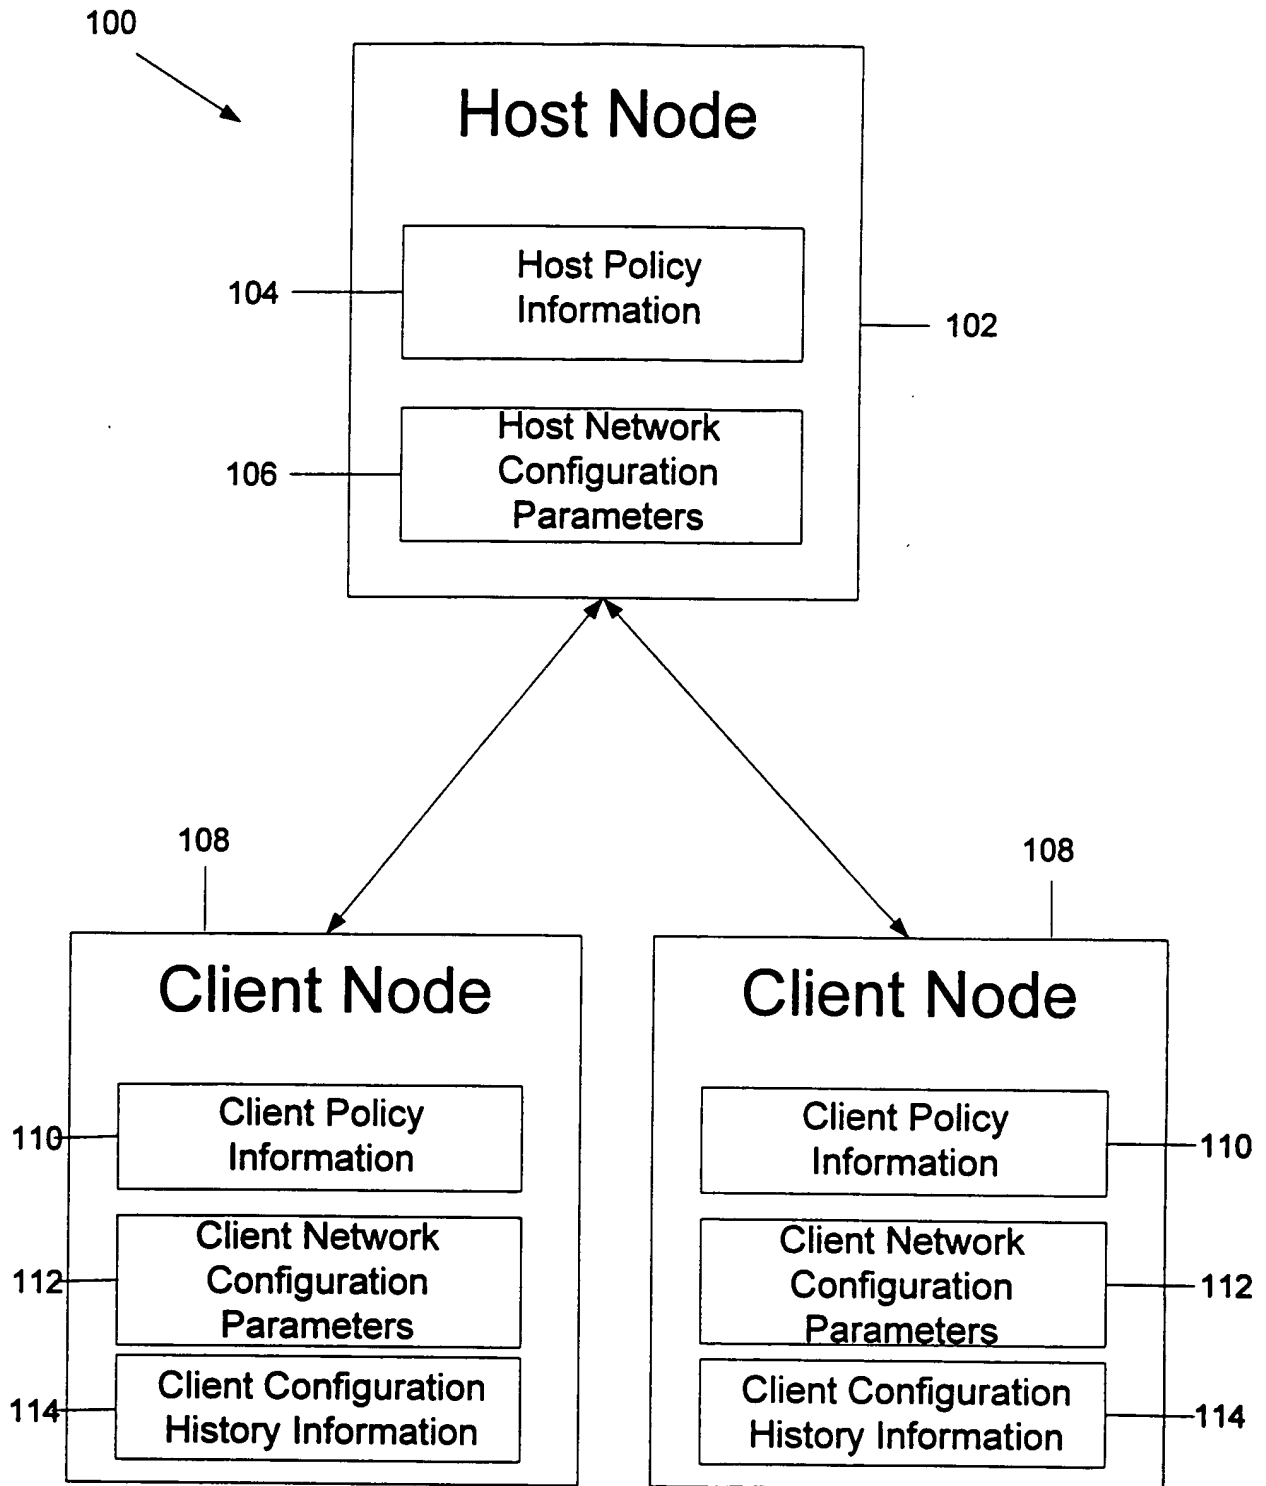 100
Host Node
Host Policy
Information
104
102
Host Network
Configuration
Parameters
106
108
108
Client Node
Client Policy
Information
110
Client Network
Configuration
Parameters
112
Client Configuration
History Information
114
Client Node
Client Policy
Information
110
Client Network
Configuration
Parameters
112
Client Configuration
History Information
114